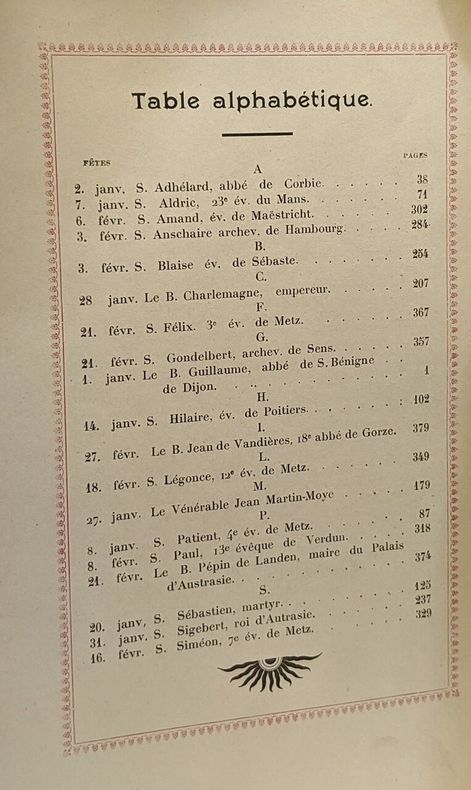 Table alphabétique.
FÊTES PAGES
A
2. janv. S. Adhélard, abbé de Corbie. . . . . . 38
7. janv. S. Aldric, 23e év. du Mans. . . . . . 71
6. févr. S. Amand, év. de Maëstricht. . . . . . 302
3. févr. S. Anschaire archev. de Hambourg. . . . . 284
B.
3. févr. S. Blaise év. de Sébaste. . . . . . . 254
C.
28 janv. Le B. Charlemagne, empereur. . . . . . 207
F.
21. févr. S. Félix. 3e év. de Metz. . . . . . 367
G.
21. févr. S. Gondelbert, archev. de Sens. . . . . . 357
1. janv. Le B. Guillaume, abbé de S. Bénigne
de Dijon. . . . . . . . . . 1
H.
14. janv. S. Hilaire, év. de Poitiers. . . . . . 102
I.
27. févr. Le B. Jean de Vandières, 18e abbé de Gorze. 379
L.
18. févr. S. Légonce, 12e év. de Metz. . . . . . 349
M.
27. janv. Le Vénérable Jean Martin-Moye . . . . . 179
P.
8. janv. S. Patient, 4e év. de Metz. . . . . . 87
8. févr. S. Paul, 13e évêque de Verdun. . . . . 318
21. févr. Le B. Pépin de Landen, maire du Palais
d'Austrasie. . . . . . . . . . 374
S.
20. janv, S. Sébastien, martyr. . . . . . . . 125
31. janv. S. Sigebert, roi d'Autrasie. . . . . . 237
16. févr. S. Siméon, 7e év. de Metz. 329